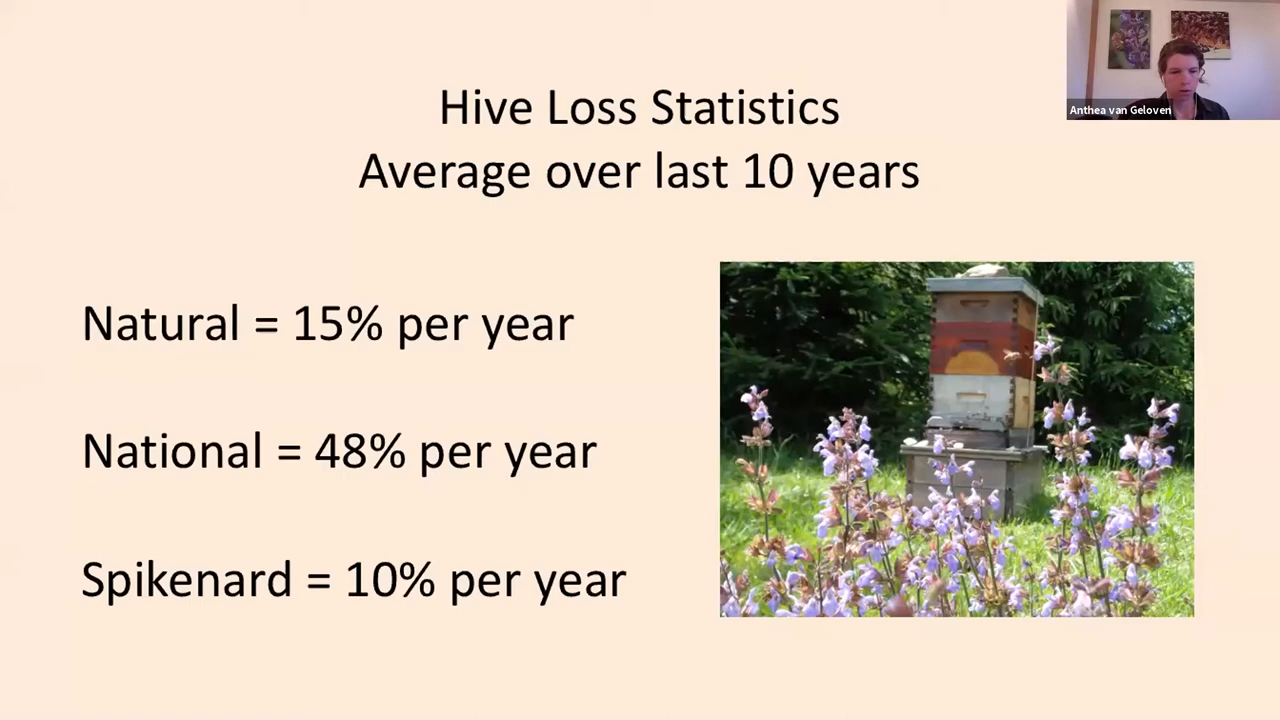 Hive Loss Statistics
Average over last 10 years
Natural = 15% per year
National = 48% per year
Spikenard = 10% per year
Anthea van Geloven